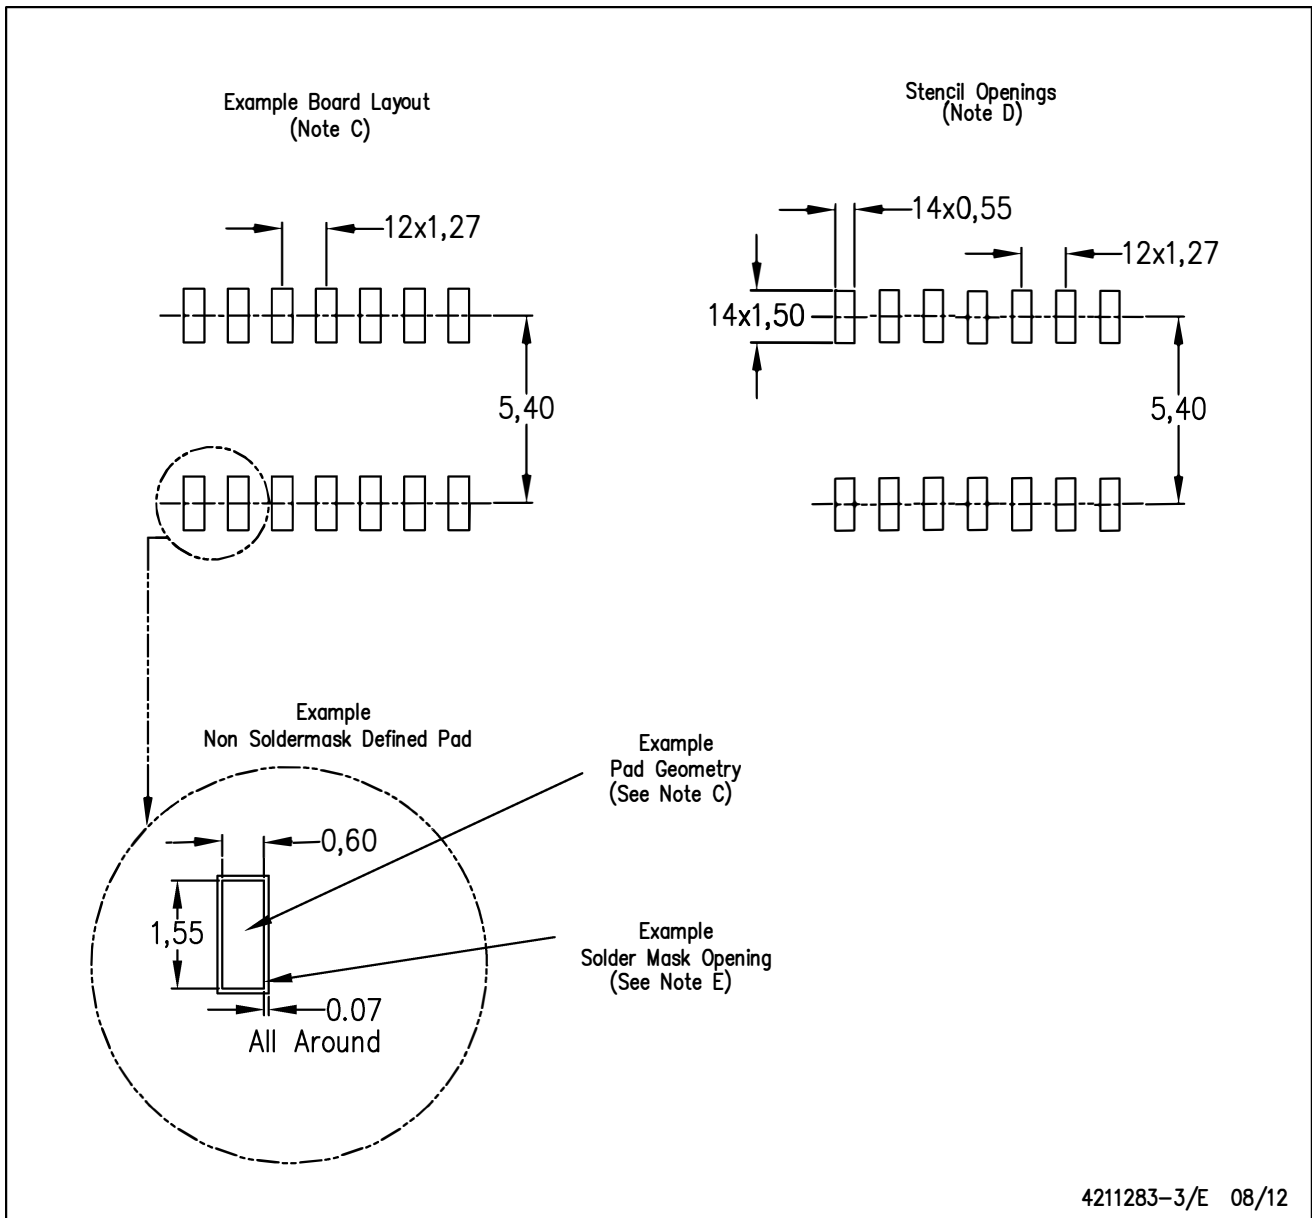 Example Board Layout
(Note C)
Stencil Openings
(Note D)
12x1,27
14x0,55
12x1,27
14x1,50
5,40
5,40
Example
Non Soldermask Defined Pad
Example
Pad Geometry
(See Note C)
0,60
1,55
Example
Solder Mask Opening
(See Note E)
0.07
All Around
4211283-3/E 08/12